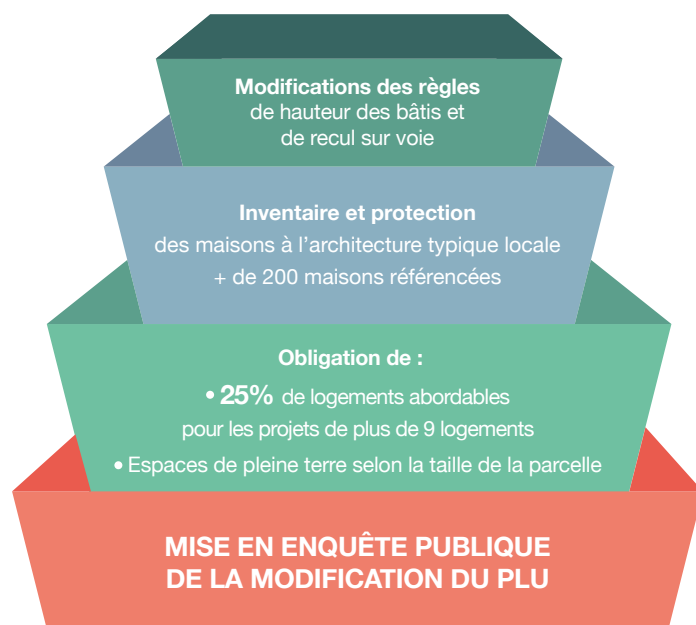 Modifications des règles
de hauteur des bâtis et
de recul sur voie
Inventaire et protection
des maisons à l'architecture typique locale
+ de 200 maisons référencées
Obligation de :
• 25% de logements abordables
pour les projets de plus de 9 logements
• Espaces de pleine terre selon la taille de la parcelle
MISE EN ENQUÊTE PUBLIQUE
DE LA MODIFICATION DU PLU